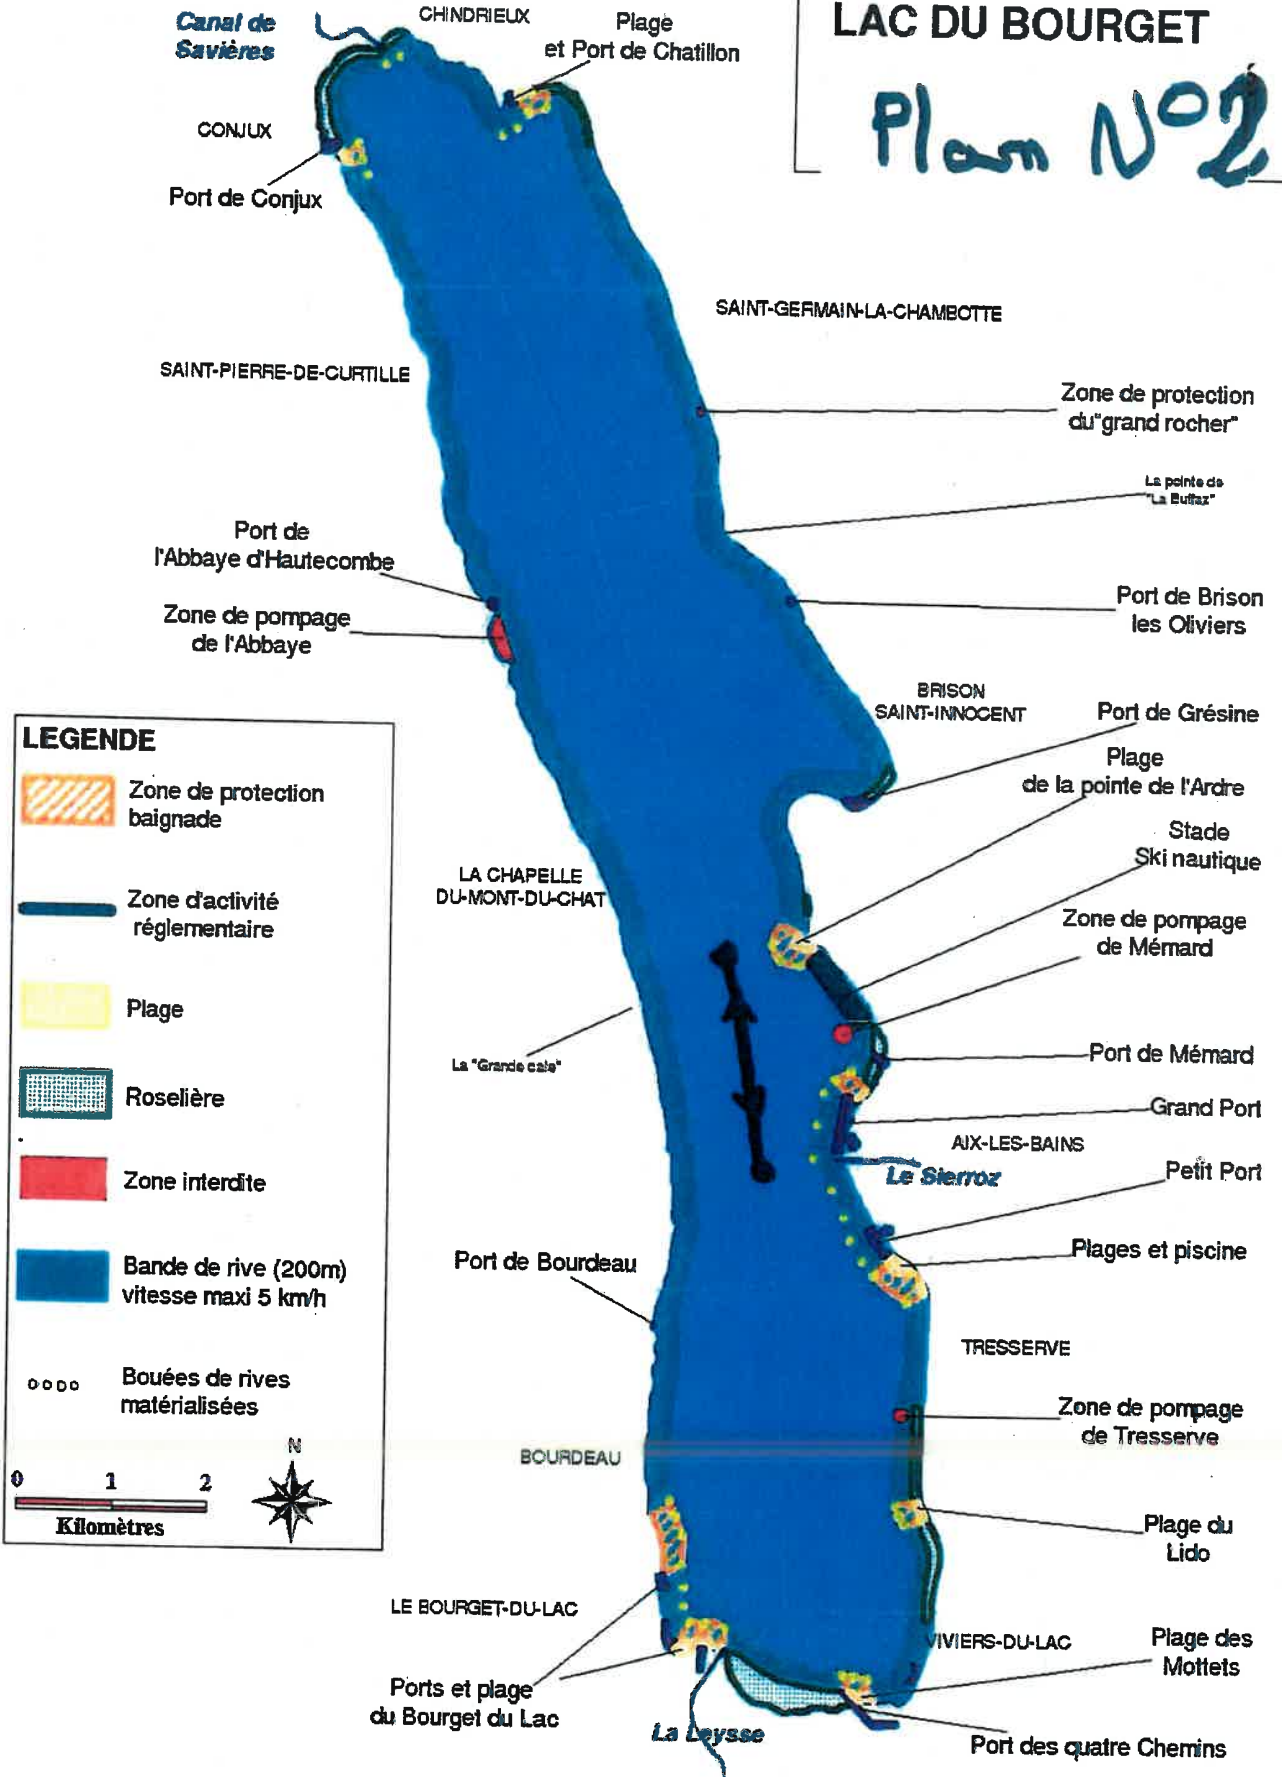 LAC DU BOURGET
Plan N°2
Canal de
Savières
CHINDRIEUX
Plage
et Port de Chatillon
CONJUX
Port de Conjux
SAINT-GERMAIN-LA-CHAMBOTTE
SAINT-PIERRE-DE-CURTILLE
Zone de protection
du"grand rocher"
La pointe de
"La Buffaz"
Port de
l'Abbaye d'Hautecombe
Zone de pompage
de l'Abbaye
Port de Brison
les Oliviers
BRISON
SAINT-INNOCENT
Port de Grésine
Plage
de la pointe de l'Ardre
Stade
Ski nautique
LA CHAPELLE
DU-MONT-DU-CHAT
Zone de pompage
de Mémard
La "Grande cale"
Port de Mémard
Grand Port
AIX-LES-BAINS
Le Sierroz
Petit Port
Port de Bourdeau
Plages et piscine
TRESSERVE
Zone de pompage
de Tresserve
BOURDEAU
Plage du
Lido
LE BOURGET-DU-LAC
VIVIERS-DU-LAC
Plage des
Mottets
Ports et plage
du Bourget du Lac
La Leysse
Port des quatre Chemins
LEGENDE
Zone de protection
baignade
Zone d'activité
réglementaire
Plage
Roselière
Zone interdite
Bande de rive (200m)
vitesse maxi 5 km/h
Bouées de rives
matérialisées
N
0 1 2
Kilomètres